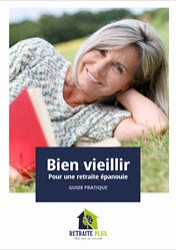 Bien vieillir
Pour une retraite épanouie
GUIDE PRATIQUE
RETRAITE PLUS